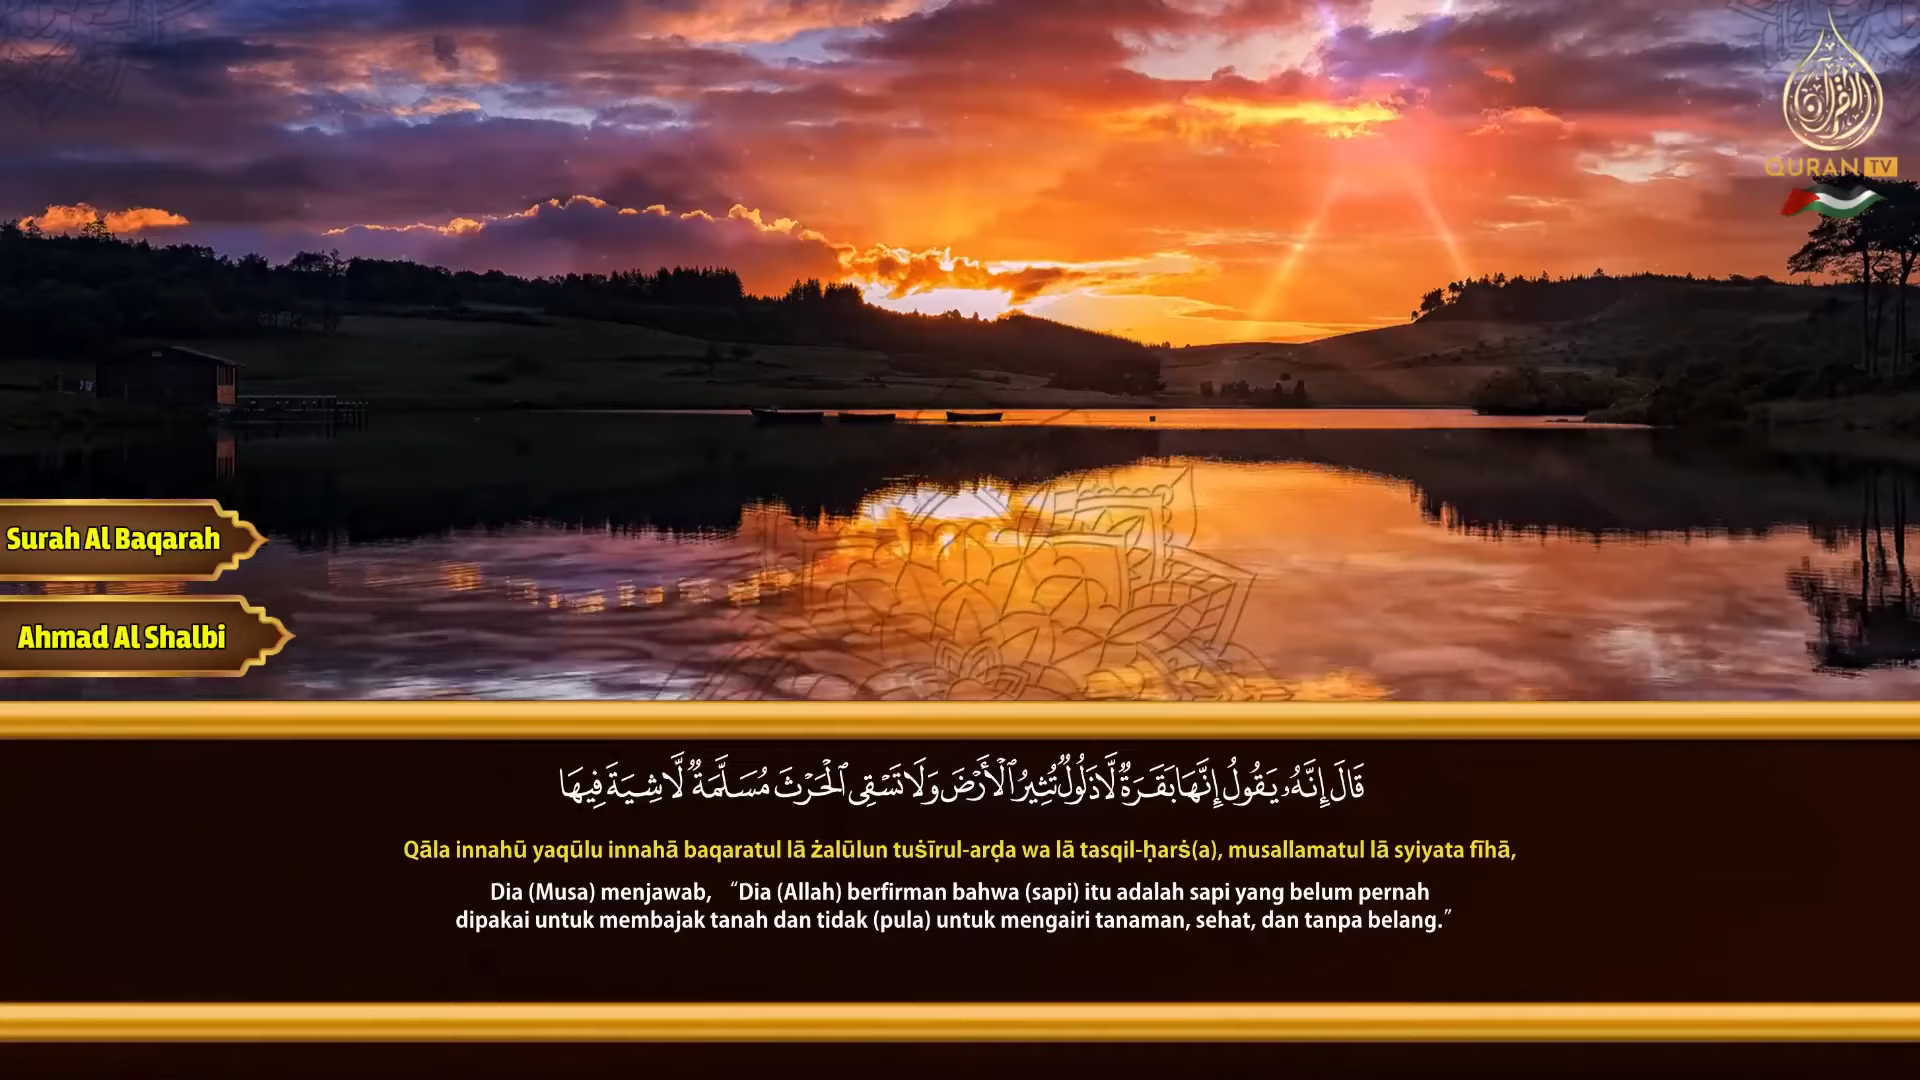 القرآن
QURAN TV
Surah Al Baqarah
Ahmad Al Shalbi
قَالَ إِنَّهُۥ يَقُولُ إِنَّهَا بَقَرَةٌ لَّا ذَلُولٌ تُثِيرُ ٱلْأَرْضَ وَلَا تَسْقِى ٱلْحَرْثَ مُسَلَّمَةٌ لَّا شِيَةَ فِيهَا
Qāla innahū yaqūlu innahā baqaratul lā żalūlun tuṡīrul-arḍa wa lā tasqil-ḥarṡ(a), musallamatul lā syiyata fīhā,
Dia (Musa) menjawab, “Dia (Allah) berfirman bahwa (sapi) itu adalah sapi yang belum pernah
dipakai untuk membajak tanah dan tidak (pula) untuk mengairi tanaman, sehat, dan tanpa belang.”